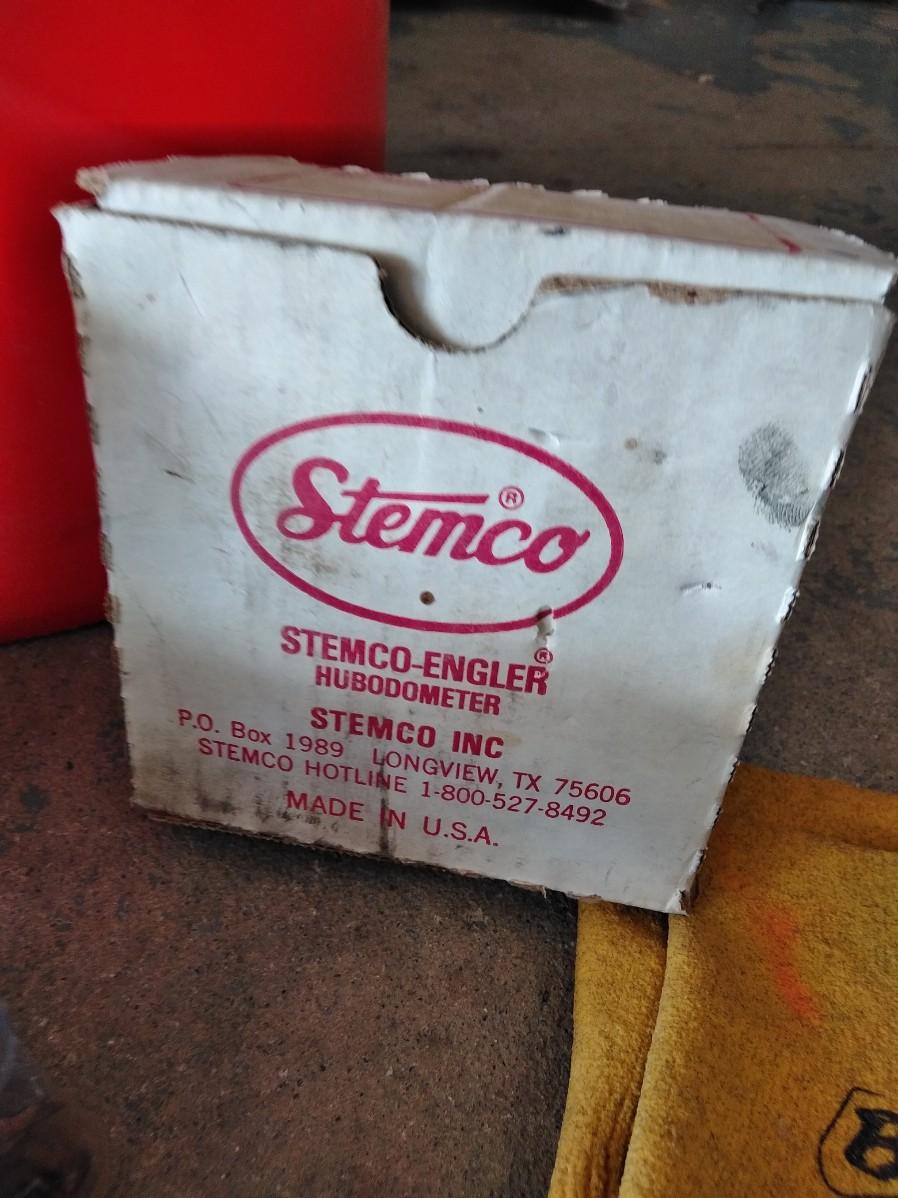 Stemco®
STEMCO-ENGLER®
HUBODOMETER
STEMCO INC
P.O. Box 1989 LONGVIEW, TX 75606
STEMCO HOTLINE 1-800-527-8492
MADE IN U.S.A.